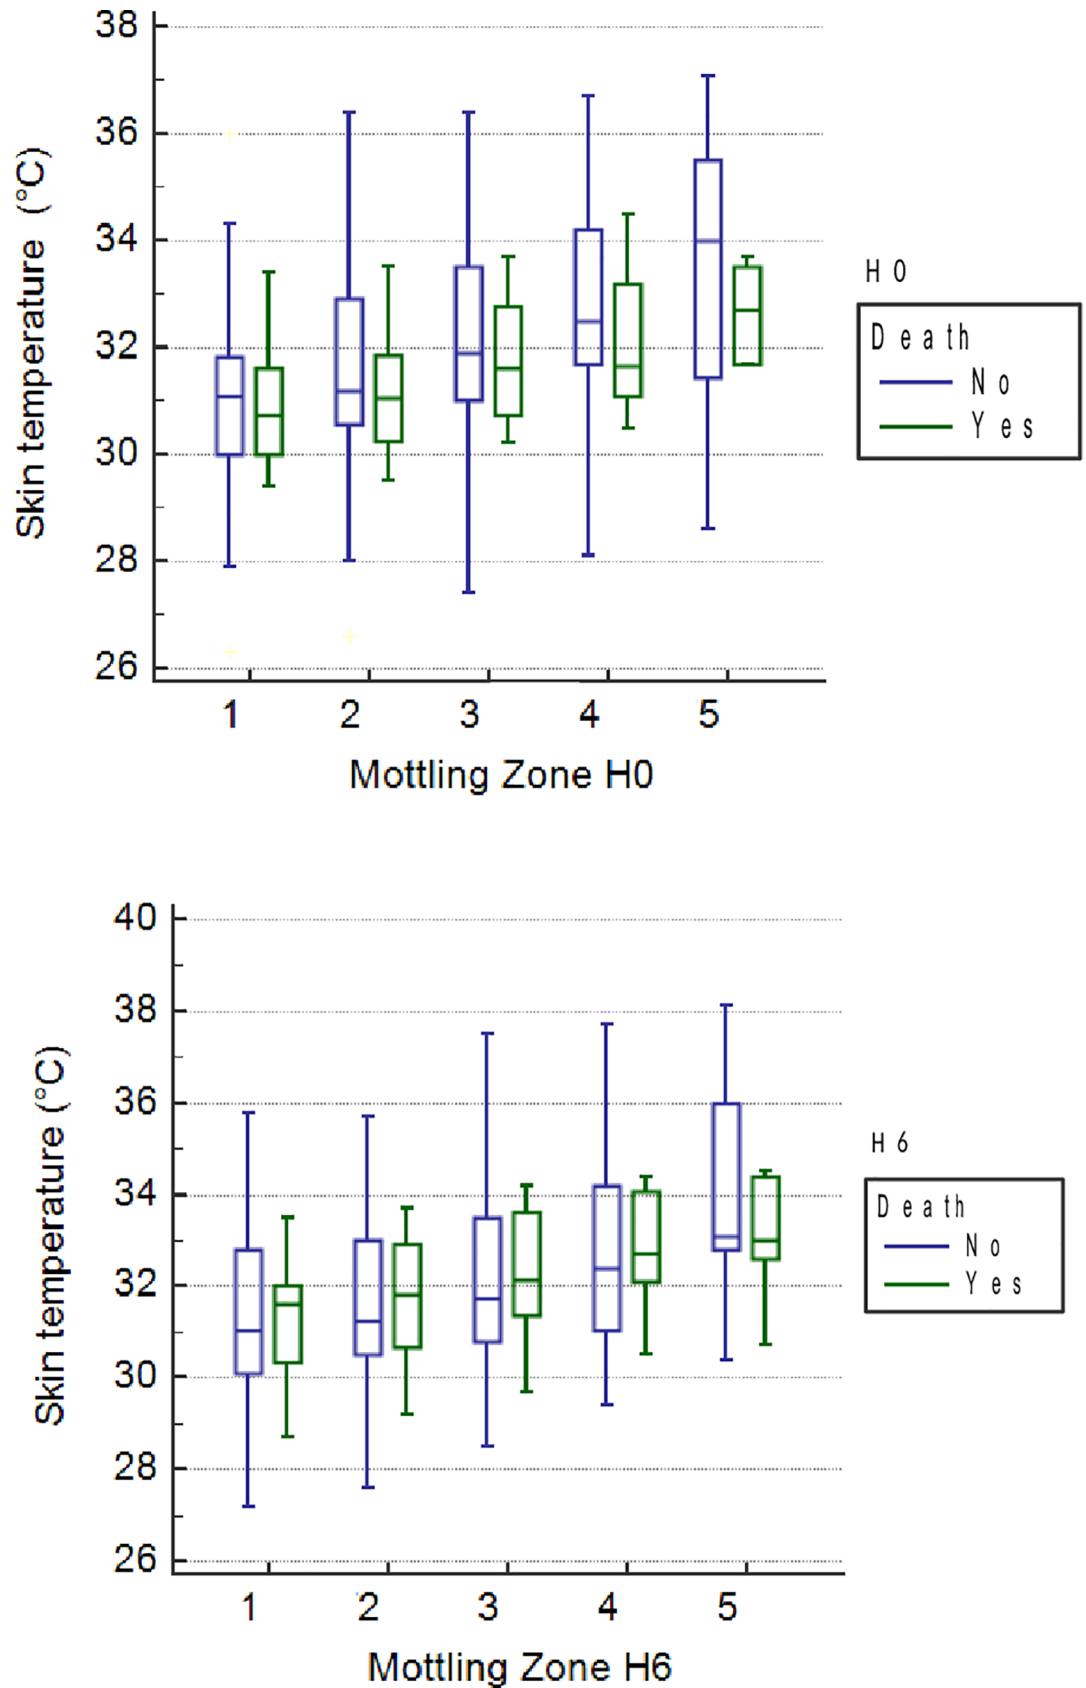 38
36
34
32
30
28
26
Skin temperature (°C)
1 2 3 4 5
Mottling Zone H0
H 0
Death
No
Yes
40
38
36
34
32
30
28
26
Skin temperature (°C)
1 2 3 4 5
Mottling Zone H6
H 6
Death
No
Yes